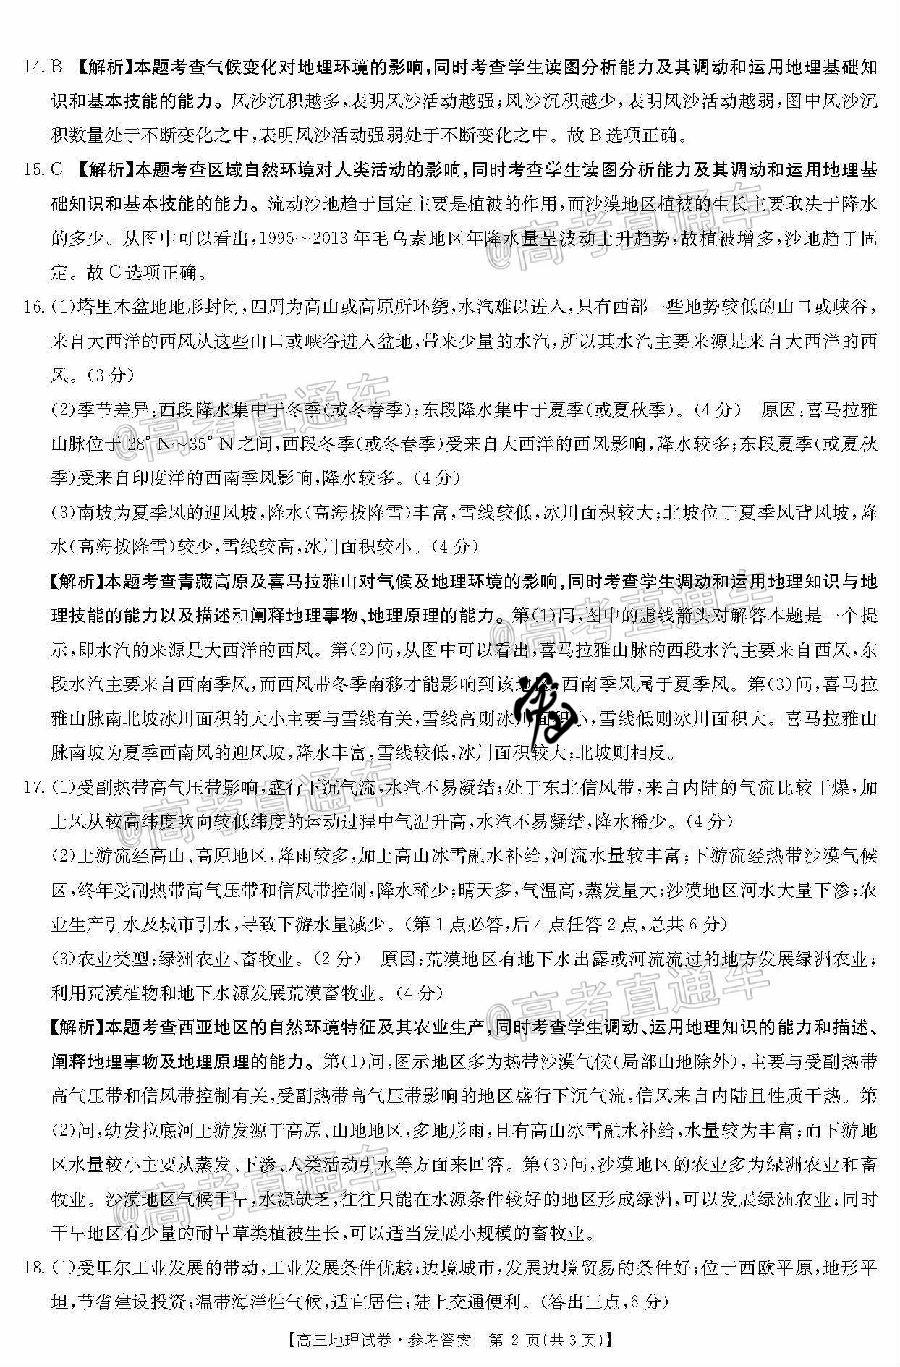 14. B 【解析】本题考查气候变化对地理环境的影响,同时考查学生读图分析能力及其调动和运用地理基础知
识和基本技能的能力。风沙沉积越多,表明风沙活动越强;风沙沉积越少,表明风沙活动越弱,图中风沙沉
积数量处于不断变化之中,表明风沙活动强弱处于不断变化之中。故B选项正确。
15. C 【解析】本题考查区域自然环境对人类活动的影响,同时考查学生读图分析能力及其调动和运用地理基
础知识和基本技能的能力。流动沙地趋于固定主要是植被的作用,而沙漠地区植被的生长主要取决于降水
的多少。从图中可以看出,1995~2013年毛乌素地区年降水量呈波动上升趋势,故植被增多,沙地趋于固
定。故C选项正确。
16. (1)塔里木盆地地形封闭,四周为高山或高原所环绕,水汽难以进入,只有西部一些地势较低的山口或峡谷,
来自大西洋的西风从这些山口或峡谷进入盆地,带来少量的水汽,所以其水汽主要来源是来自大西洋的西
风。(3分)
(2)季节差异:西段降水集中于冬季(或冬春季);东段降水集中于夏季(或夏秋季)。(4分) 原因:喜马拉雅
山脉位于28°N~35°N之间,西段冬季(或冬春季)受来自大西洋的西风影响,降水较多;东段夏季(或夏秋
季)受来自印度洋的西南季风影响,降水较多。(4分)
(3)南坡为夏季风的迎风坡,降水(高海拔降雪)丰富,雪线较低,冰川面积较大;北坡位于夏季风背风坡,降
水(高海拔降雪)较少,雪线较高,冰川面积较小。(4分)
【解析】本题考查青藏高原及喜马拉雅山对气候及地理环境的影响,同时考查学生调动和运用地理知识与地
理技能的能力以及描述和阐释地理事物、地理原理的能力。第(1)问,图中的虚线箭头对解答本题是一个提
示,即水汽的来源是大西洋的西风。第(2)问,从图中可以看出,喜马拉雅山脉的西段水汽主要来自西风,东
段水汽主要来自西南季风,而西风带冬季南移才能影响到该地,西南季风属于夏季风。第(3)问,喜马拉
雅山脉南北坡冰川面积的大小主要与雪线有关,雪线高则冰川面积小,雪线低则冰川面积大。喜马拉雅山
脉南坡为夏季西南风的迎风坡,降水丰富,雪线较低,冰川面积较大;北坡则相反。
17. (1)受副热带高气压带影响,盛行下沉气流,水汽不易凝结;处于东北信风带,来自内陆的气流比较干燥,加
上风从较高纬度吹向较低纬度的运动过程中气温升高,水汽不易凝结,降水稀少。(4分)
(2)上游流经高山、高原地区,降雨较多,加上高山冰雪融水补给,河流水量较丰富;下游流经热带沙漠气候
区,终年受副热带高气压带和信风带控制,降水稀少;晴天多,气温高,蒸发量大;沙漠地区河水大量下渗;农
业生产引水及城市引水,导致下游水量减少。(第1点必答,后4点任答2点,总共6分)
(3)农业类型:绿洲农业、畜牧业。(2分) 原因:荒漠地区有地下水出露或河流流过的地方发展绿洲农业;
利用荒漠植物和地下水源发展荒漠畜牧业。(4分)
【解析】本题考查西亚地区的自然环境特征及其农业生产,同时考查学生调动、运用地理知识的能力和描述、
阐释地理事物及地理原理的能力。第(1)问,图示地区多为热带沙漠气候(局部山地除外),主要与受副热带
高气压带和信风带控制有关,受副热带高气压带影响的地区盛行下沉气流,信风来自内陆且性质干热。第
(2)问,幼发拉底河上游发源于高原、山地地区,多地形雨,且有高山冰雪融水补给,水量较为丰富;而下游地
区水量较小主要从蒸发、下渗、人类活动引水等方面来回答。第(3)问,沙漠地区的农业多为绿洲农业和畜
牧业。沙漠地区气候干旱,水源缺乏,往往只能在水源条件较好的地区形成绿洲,可以发展绿洲农业;同时
干旱地区有少量的耐旱草类植被生长,可以适当发展小规模的畜牧业。
18. (1)受里尔工业发展的带动,工业发展条件优越;边境城市,发展边境贸易的条件好;位于西欧平原,地形平
坦,节省建设投资;温带海洋性气候,适宜居住;陆上交通便利。(答出三点,6分)
【高三地理试卷·参考答案 第2页(共3页)】
@高考直通车
@高考直通车
@高考直通车
@高考直通车
@高考直通车
@高考直通车